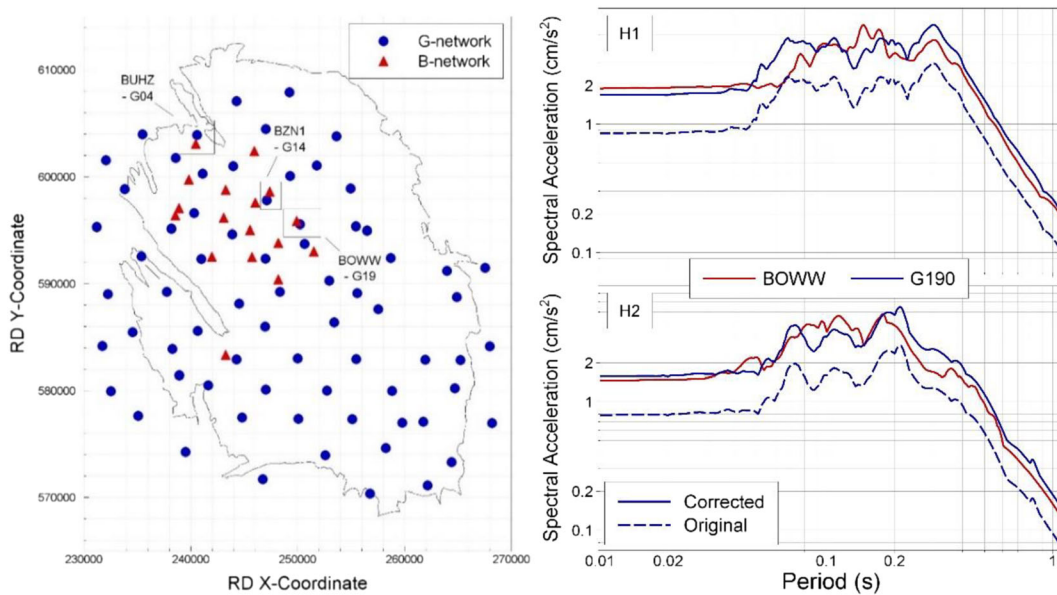 G-network
B-network
BUHZ
- G04
BZN1
- G14
BOWW
- G19
610000
600000
590000
580000
570000
230000
240000
250000
260000
270000
RD Y-Coordinate
RD X-Coordinate
H1
Spectral Acceleration (cm/s²)
2
1
0.2
0.1
BOWW
G190
H2
Spectral Acceleration (cm/s²)
2
1
0.2
0.1
Corrected
Original
0.01
0.02
0.1
0.2
1
Period (s)